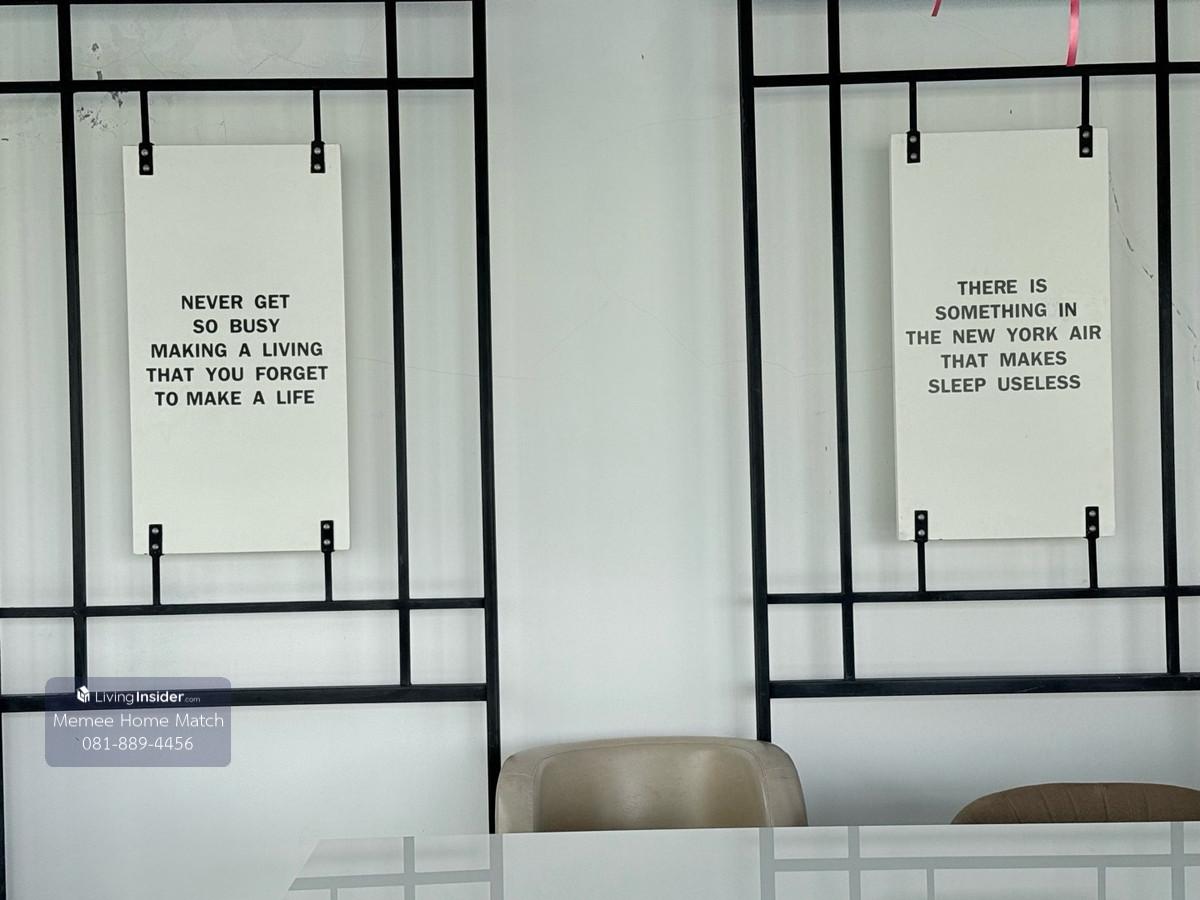 NEVER GET
SO BUSY
MAKING A LIVING
THAT YOU FORGET
TO MAKE A LIFE
THERE IS
SOMETHING IN
THE NEW YORK AIR
THAT MAKES
SLEEP USELESS
LivingInsider.com
Memee Home Match
081-889-4456